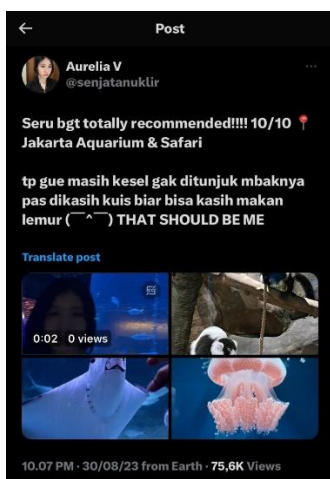 Post
Aurelia V
@senjatanuklir
Seru bgt totally recommended!!!! 10/10 📍
Jakarta Aquarium & Safari
tp gue masih kesel gak ditunjuk mbaknya
pas dikasih kuis biar bisa kasih makan
lemur (￣^￣) THAT SHOULD BE ME
Translate post
0:02 0 views
10.07 PM · 30/08/23 from Earth · 75,6K Views